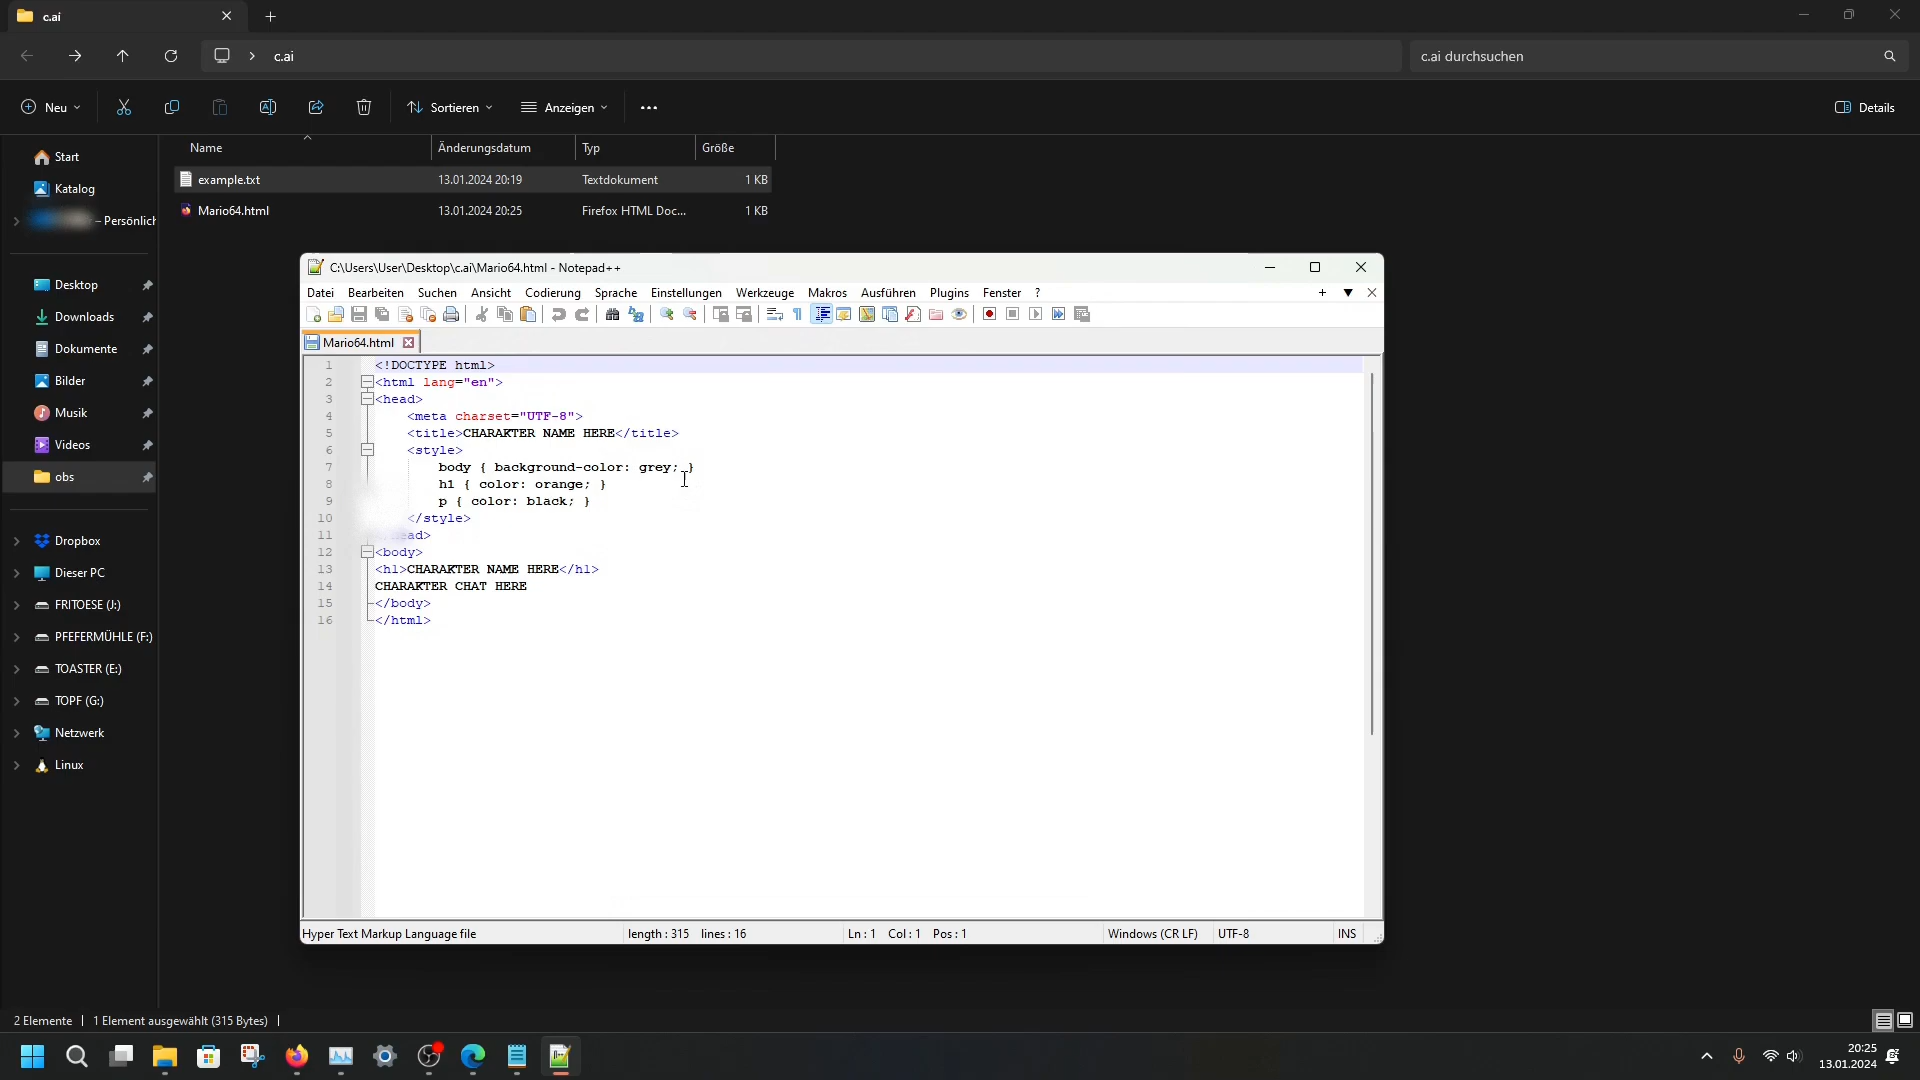 c.ai
c.ai
c.ai durchsuchen
Neu
Sortieren
Anzeigen
Details
Name Änderungsdatum Typ Größe
example.txt 13.01.2024 20:19 Textdokument 1 KB
Mario64.html 13.01.2024 20:25 Firefox HTML Doc... 1 KB
Start
Katalog
– Persönlich
Desktop
Downloads
Dokumente
Bilder
Musik
Videos
obs
Dropbox
Dieser PC
FRITOESE (J:)
PFEFERMÜHLE (F:)
TOASTER (E:)
TOPF (G:)
Netzwerk
Linux
C:\Users\User\Desktop\c.ai\Mario64.html - Notepad++
Datei Bearbeiten Suchen Ansicht Codierung Sprache Einstellungen Werkzeuge Makros Ausführen Plugins Fenster ?
Mario64.html
1 <!DOCTYPE html>
2 <html lang="en">
3 <head>
4 <meta charset="UTF-8">
5 <title>CHARAKTER NAME HERE</title>
6 <style>
7 body { background-color: grey; }
8 h1 { color: orange; }
9 p { color: black; }
10 </style>
11 ead>
12 <body>
13 <h1>CHARAKTER NAME HERE</h1>
14 CHARAKTER CHAT HERE
15 </body>
16 </html>
Hyper Text Markup Language file length : 315 lines : 16 Ln : 1 Col : 1 Pos : 1 Windows (CR LF) UTF-8 INS
2 Elemente 1 Element ausgewählt (315 Bytes)
20:25
13.01.2024